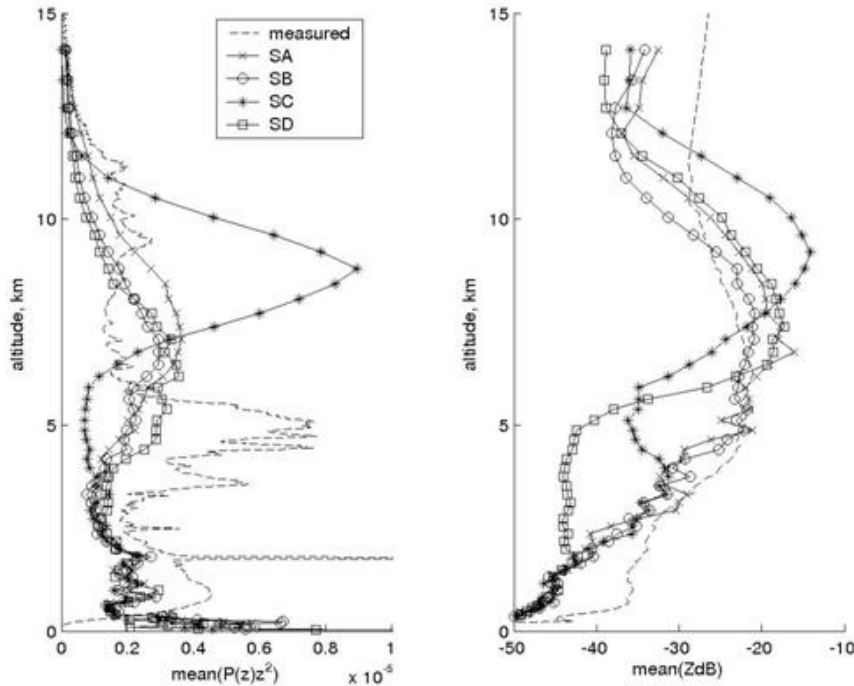 15
10
5
0
altitude, km
measured
SA
SB
SC
SD
0
0.2
0.4
0.6
0.8
1
x 10^-5
mean(P(z)z²)
15
10
5
0
altitude, km
-50
-40
-30
-20
-10
mean(ZdB)